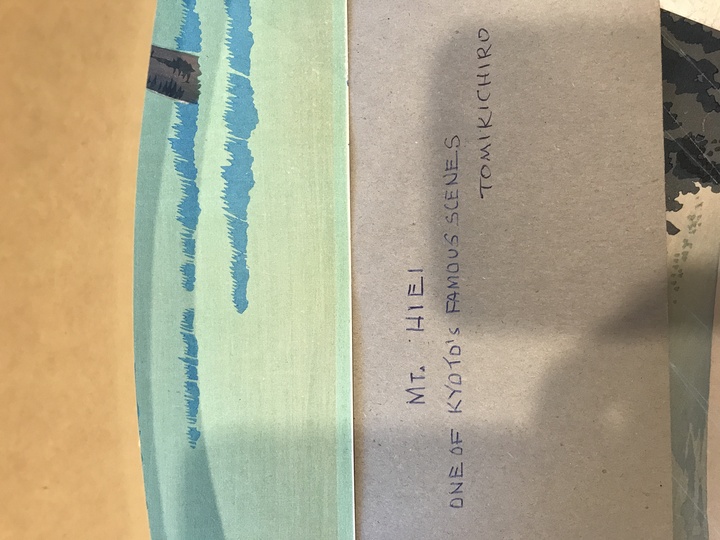 MT. HIEI
ONE OF KYOTO'S FAMOUS SCENES
TOMIKICHIRO